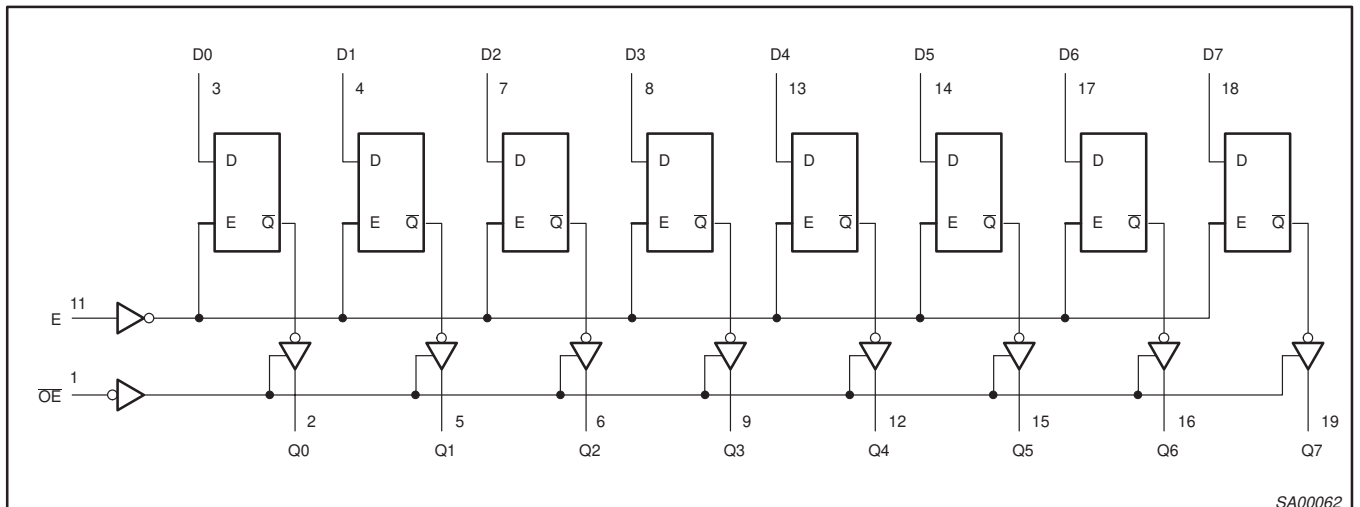 D0 D1 D2 D3 D4 D5 D6 D7
3 4 7 8 13 14 17 18
D D D D D D D D
E Q̅ E Q̅ E Q̅ E Q̅ E Q̅ E Q̅ E Q̅ E Q̅
11
E
1
O̅E̅
2 5 6 9 12 15 16 19
Q0 Q1 Q2 Q3 Q4 Q5 Q6 Q7
SA00062